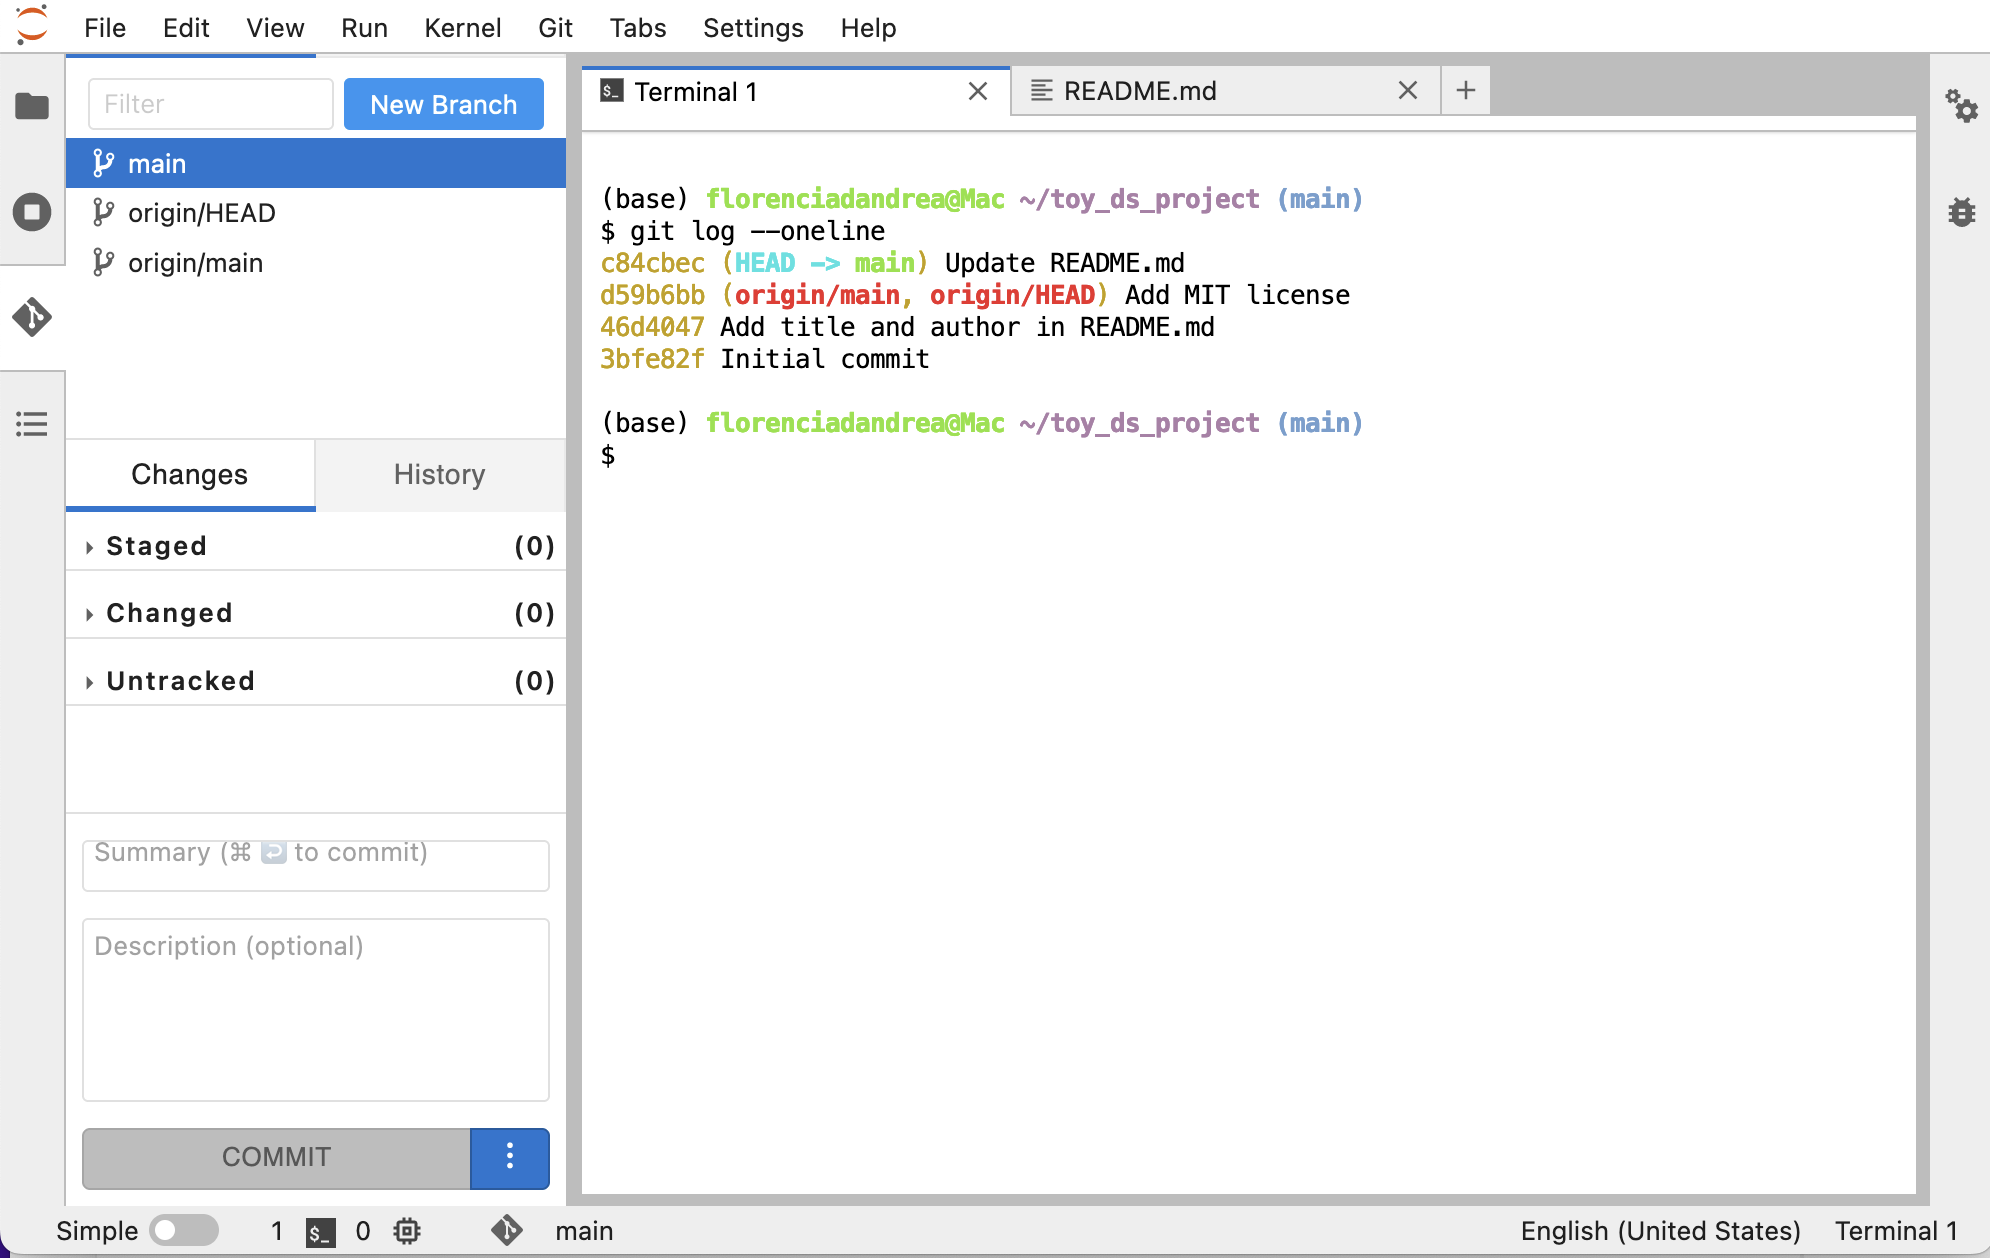 File Edit View Run Kernel Git Tabs Settings Help
Filter
New Branch
main
origin/HEAD
origin/main
Changes
History
Staged (0)
Changed (0)
Untracked (0)
Summary (⌘ ↩ to commit)
Description (optional)
COMMIT
$_ Terminal 1
README.md
(base) florenciadandrea@Mac ~/toy_ds_project (main)
$ git log --oneline
c84cbec (HEAD -> main) Update README.md
d59b6bb (origin/main, origin/HEAD) Add MIT license
46d4047 Add title and author in README.md
3bfe82f Initial commit
(base) florenciadandrea@Mac ~/toy_ds_project (main)
$
Simple 1 $_ 0 main English (United States) Terminal 1